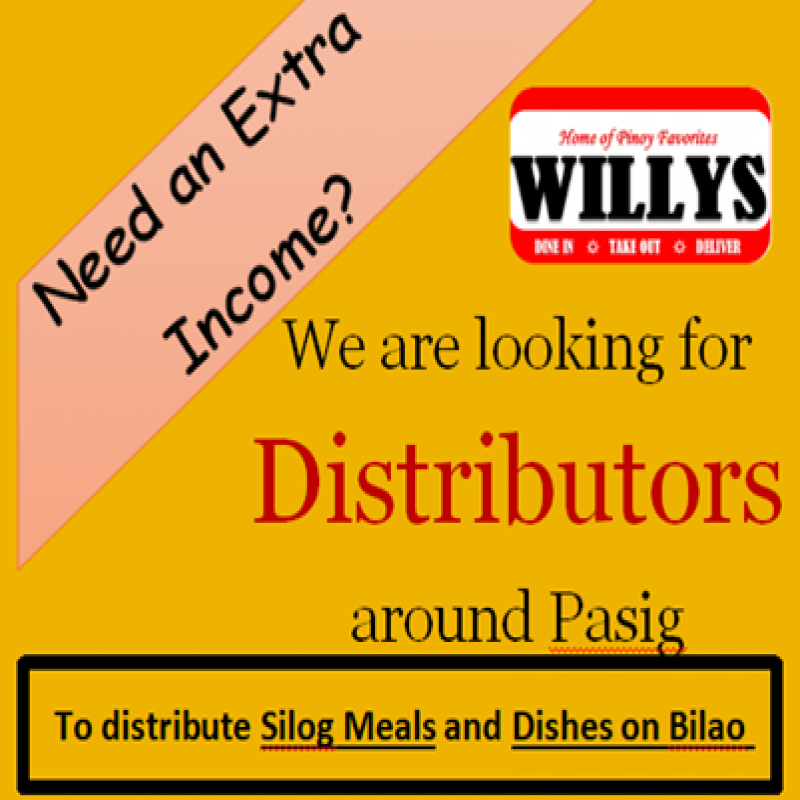 Need an Extra
Income?
Home of Pinoy Favorites
WILLYS
DINE IN ☼ TAKE OUT ☼ DELIVER
We are looking for
Distributors
around Pasig
To distribute Silog Meals and Dishes on Bilao